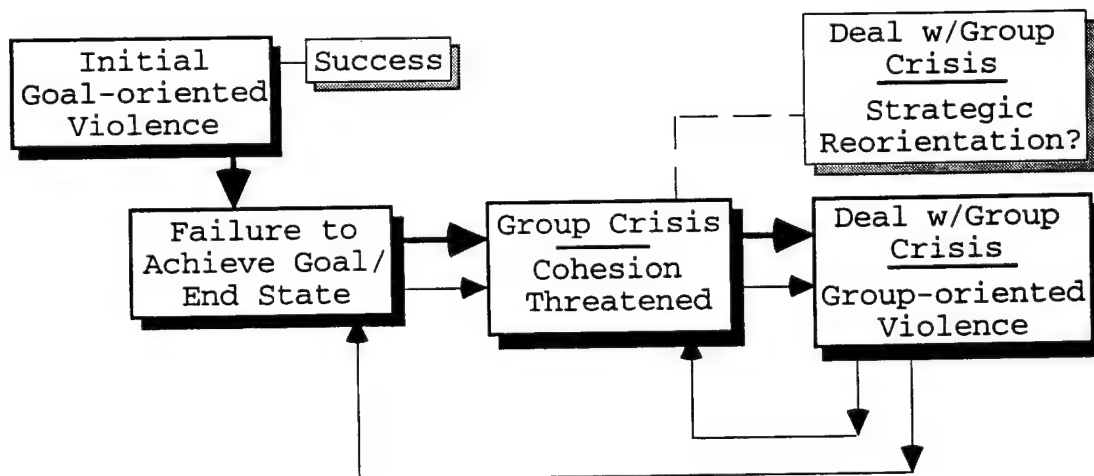 Initial
Goal-oriented
Violence
Success
Deal w/Group
Crisis
Strategic
Reorientation?
Failure to
Achieve Goal/
End State
Group Crisis
Cohesion
Threatened
Deal w/Group
Crisis
Group-oriented
Violence